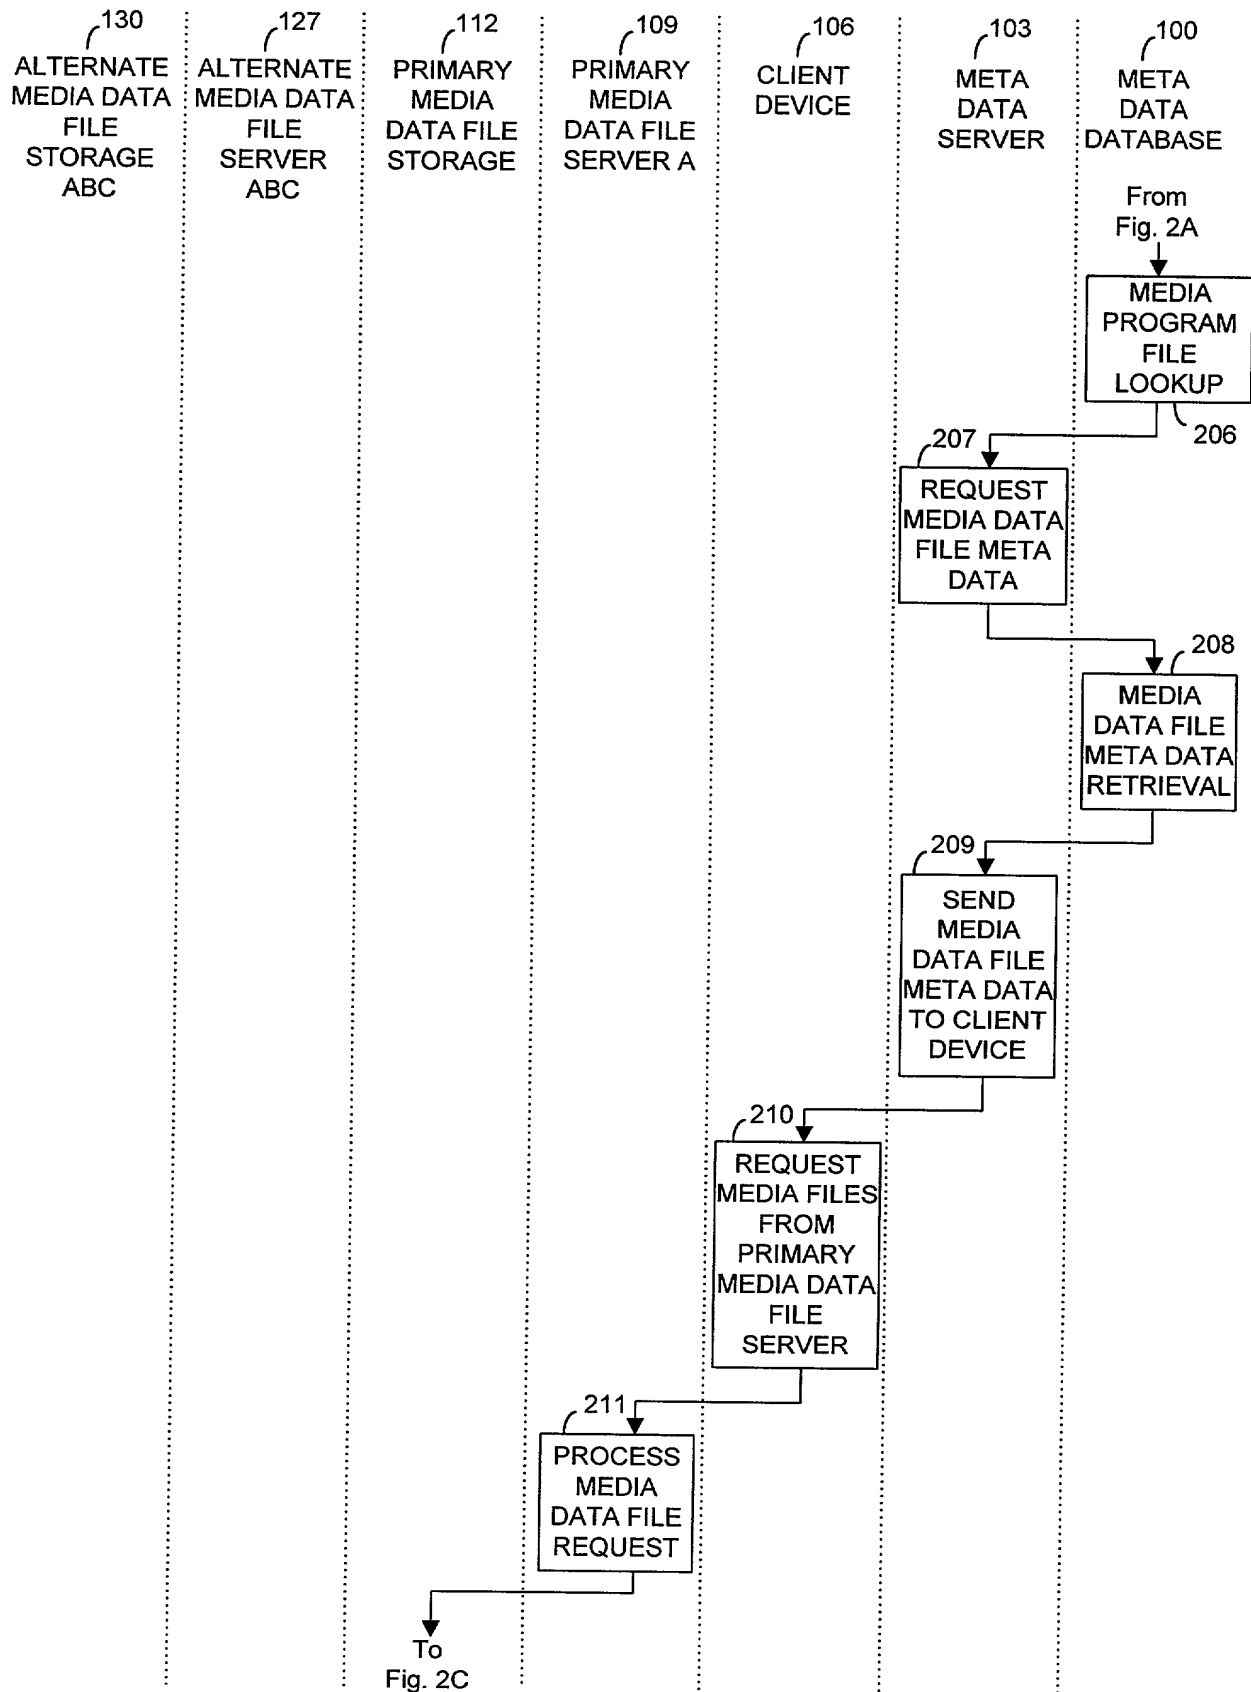 130
ALTERNATE
MEDIA DATA
FILE
STORAGE
ABC
127
ALTERNATE
MEDIA DATA
FILE
SERVER
ABC
112
PRIMARY
MEDIA
DATA FILE
STORAGE
109
PRIMARY
MEDIA
DATA FILE
SERVER A
106
CLIENT
DEVICE
103
META
DATA
SERVER
100
META
DATA
DATABASE
From
Fig. 2A
MEDIA
PROGRAM
FILE
LOOKUP
206
207
REQUEST
MEDIA DATA
FILE META
DATA
208
MEDIA
DATA FILE
META DATA
RETRIEVAL
209
SEND
MEDIA
DATA FILE
META DATA
TO CLIENT
DEVICE
210
REQUEST
MEDIA FILES
FROM
PRIMARY
MEDIA DATA
FILE
SERVER
211
PROCESS
MEDIA
DATA FILE
REQUEST
To
Fig. 2C